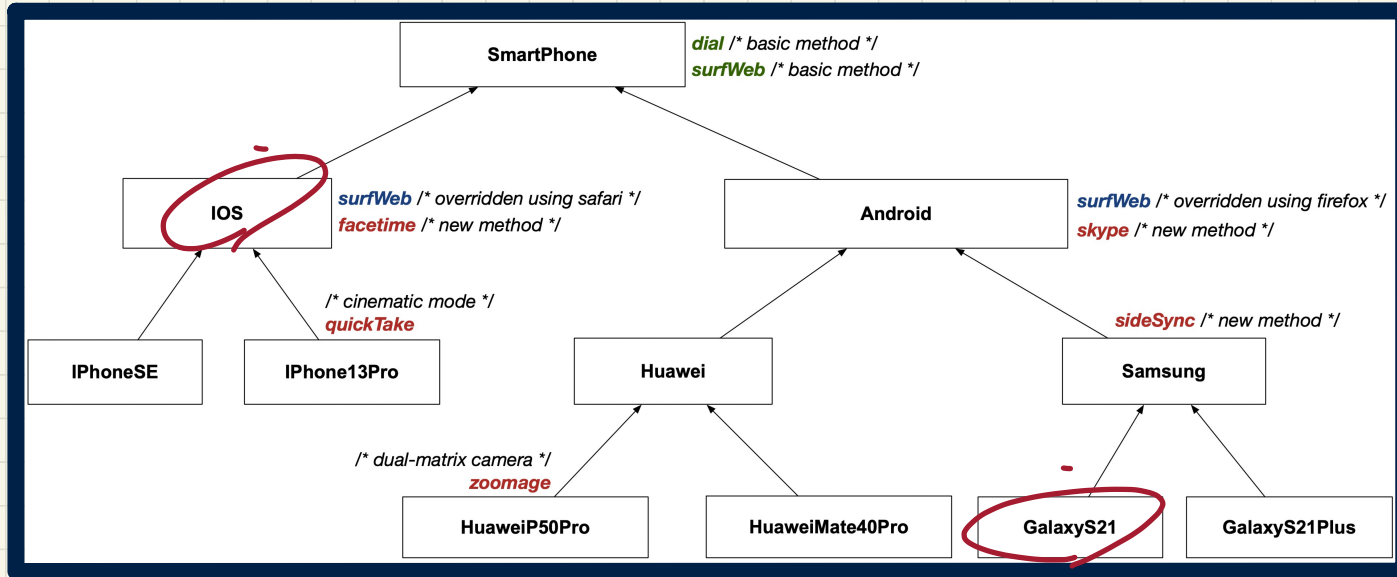 SmartPhone
dial /* basic method */
surfWeb /* basic method */
IOS
surfWeb /* overridden using safari */
facetime /* new method */
Android
surfWeb /* overridden using firefox */
skype /* new method */
/* cinematic mode */
quickTake
sideSync /* new method */
IPhoneSE
IPhone13Pro
Huawei
Samsung
/* dual-matrix camera */
zoomage
HuaweiP50Pro
HuaweiMate40Pro
GalaxyS21
GalaxyS21Plus